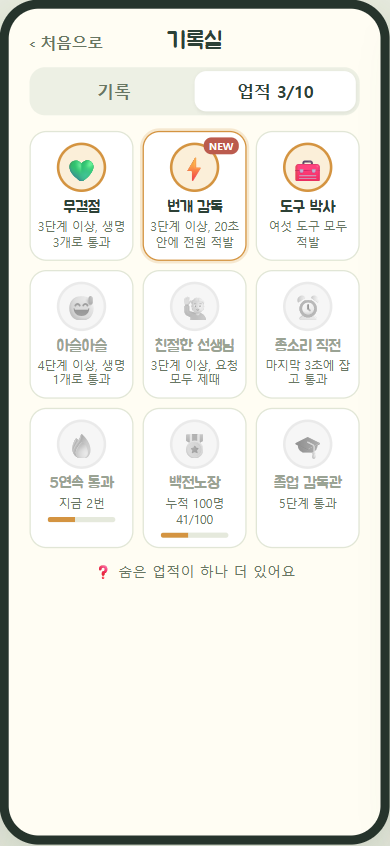 < 처음으로
기록실
기록
업적 3/10
NEW
무결점
3단계 이상, 생명
3개로 통과
번개 감독
3단계 이상, 20초
안에 전원 적발
도구 박사
여섯 도구 모두
적발
아슬아슬
4단계 이상, 생명
1개로 통과
친절한 선생님
3단계 이상, 요청
모두 제때
종소리 직전
마지막 3초에 잡
고 통과
5연속 통과
지금 2번
백전노장
누적 100명
41/100
졸업 감독관
5단계 통과
❓ 숨은 업적이 하나 더 있어요